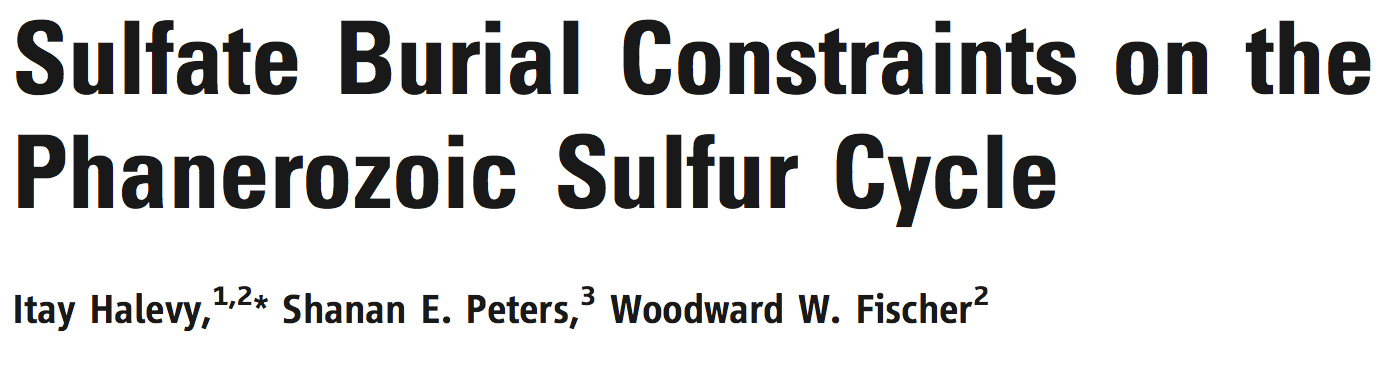 Sulfate Burial Constraints on the
Phanerozoic Sulfur Cycle
Itay Halevy,1,2* Shanan E. Peters,3 Woodward W. Fischer2